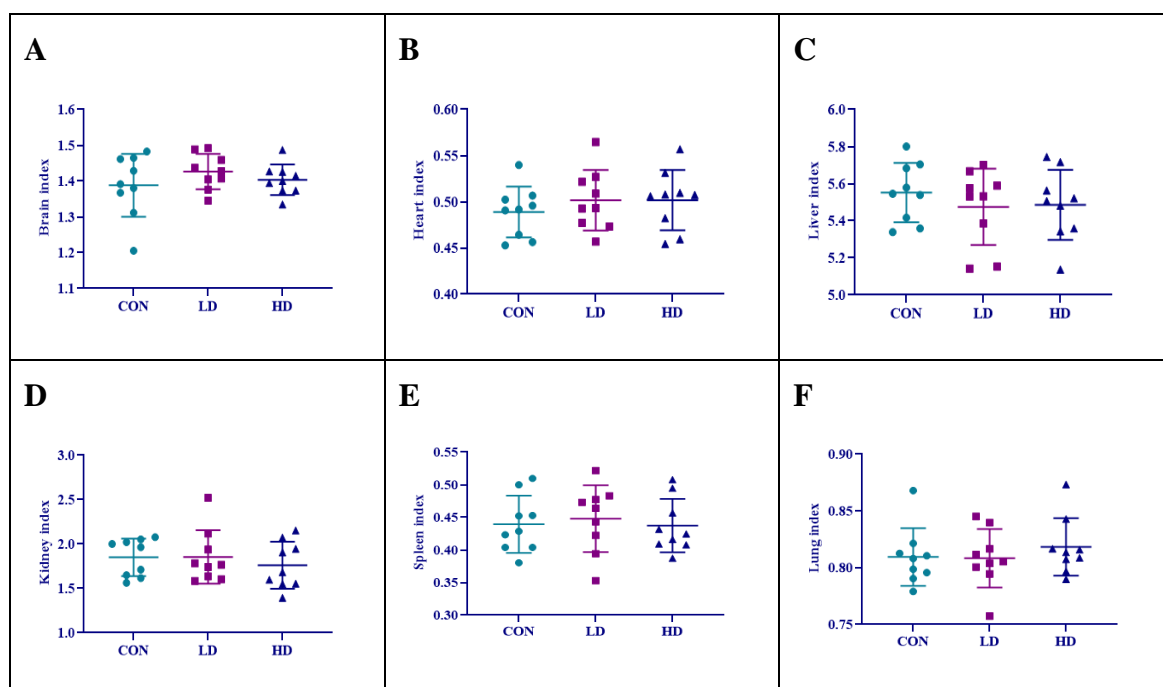 A
Brain index
1.6
1.5
1.4
1.3
1.2
1.1
CON LD HD
B
Heart index
0.60
0.55
0.50
0.45
0.40
CON LD HD
C
Liver index
6.0
5.8
5.6
5.4
5.2
5.0
CON LD HD
D
Kidney index
3.0
2.5
2.0
1.5
1.0
CON LD HD
E
Spleen index
0.55
0.50
0.45
0.40
0.35
0.30
CON LD HD
F
Lung index
0.90
0.85
0.80
0.75
CON LD HD